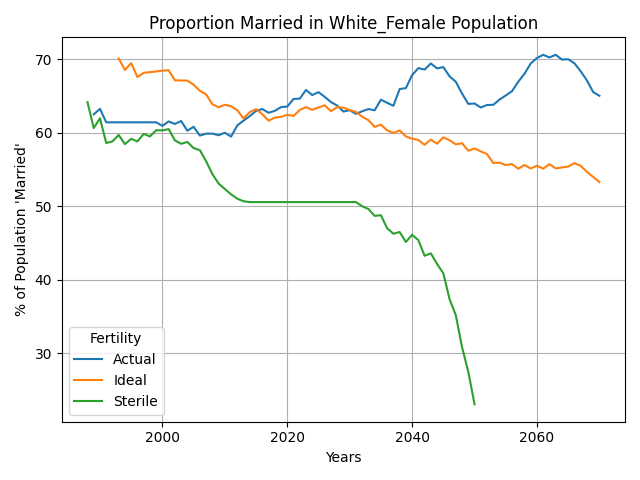 Proportion Married in White_Female Population
% of Population 'Married'
70
60
50
40
30
Fertility
Actual
Ideal
Sterile
2000
2020
2040
2060
Years